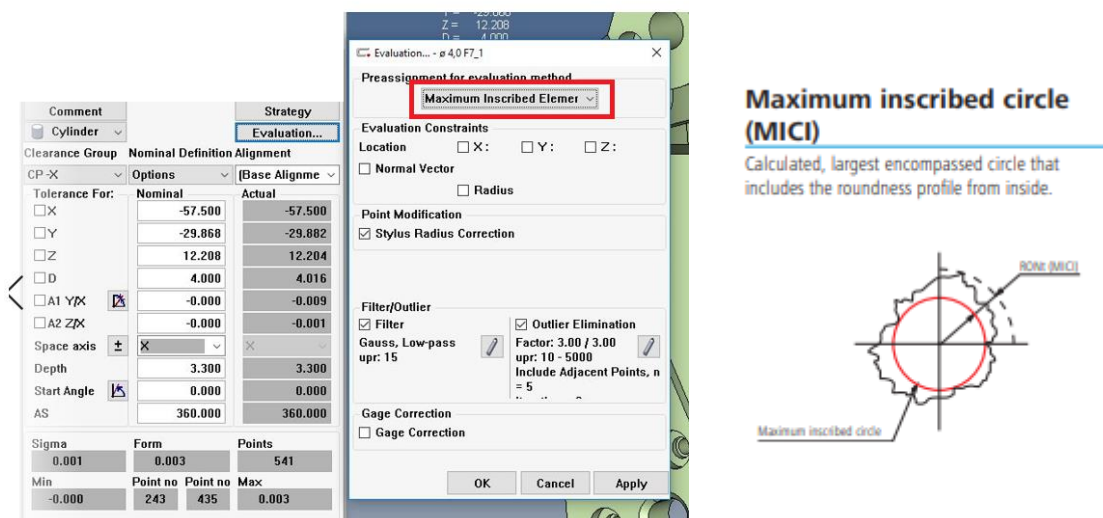 Z = 12.208
Evaluation... - ø 4,0 F7_1
Preassignment for evaluation method
Maximum Inscribed Elemer
Evaluation Constraints
Location X: Y: Z:
Normal Vector
Radius
Point Modification
Stylus Radius Correction
Filter/Outlier
Filter
Gauss, Low-pass
upr: 15
Outlier Elimination
Factor: 3.00 / 3.00
upr: 10 - 5000
Include Adjacent Points, n
= 5
Gage Correction
Gage Correction
OK Cancel Apply
Comment Strategy
Cylinder Evaluation...
Clearance Group Nominal Definition Alignment
CP -X Options (Base Alignme
Tolerance For: Nominal Actual
X -57.500 -57.500
Y -29.868 -29.882
Z 12.208 12.204
D 4.000 4.016
A1 Y/X -0.000 -0.009
A2 Z/X -0.000 -0.001
Space axis ± X X
Depth 3.300 3.300
Start Angle 0.000 0.000
AS 360.000 360.000
Sigma Form Points
0.001 0.003 541
Min Point no Point no Max
-0.000 243 435 0.003
Maximum inscribed circle
(MICI)
Calculated, largest encompassed circle that
includes the roundness profile from inside.
RONt (MICI)
Maximum inscribed circle